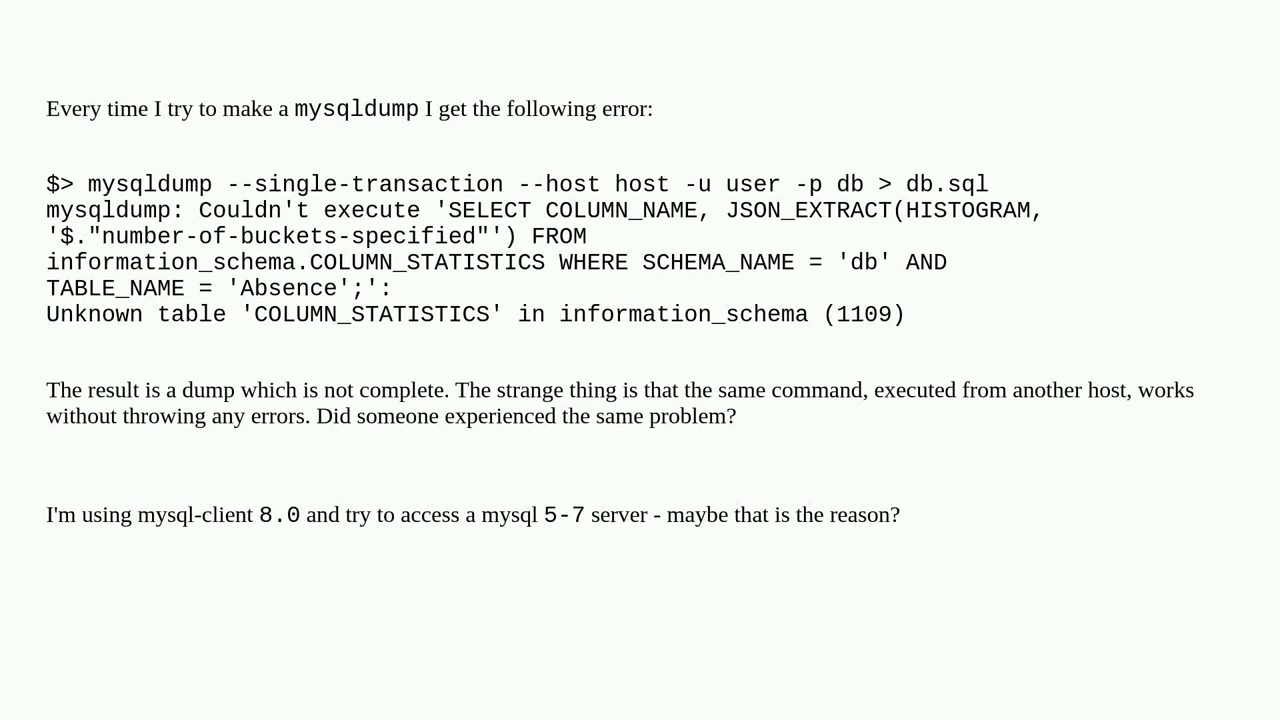 Every time I try to make a mysqldump I get the following error:
$> mysqldump --single-transaction --host host -u user -p db > db.sql
mysqldump: Couldn't execute 'SELECT COLUMN_NAME, JSON_EXTRACT(HISTOGRAM,
'$."number-of-buckets-specified"') FROM
information_schema.COLUMN_STATISTICS WHERE SCHEMA_NAME = 'db' AND
TABLE_NAME = 'Absence';':
Unknown table 'COLUMN_STATISTICS' in information_schema (1109)
The result is a dump which is not complete. The strange thing is that the same command, executed from another host, works
without throwing any errors. Did someone experienced the same problem?
I'm using mysql-client 8.0 and try to access a mysql 5-7 server - maybe that is the reason?